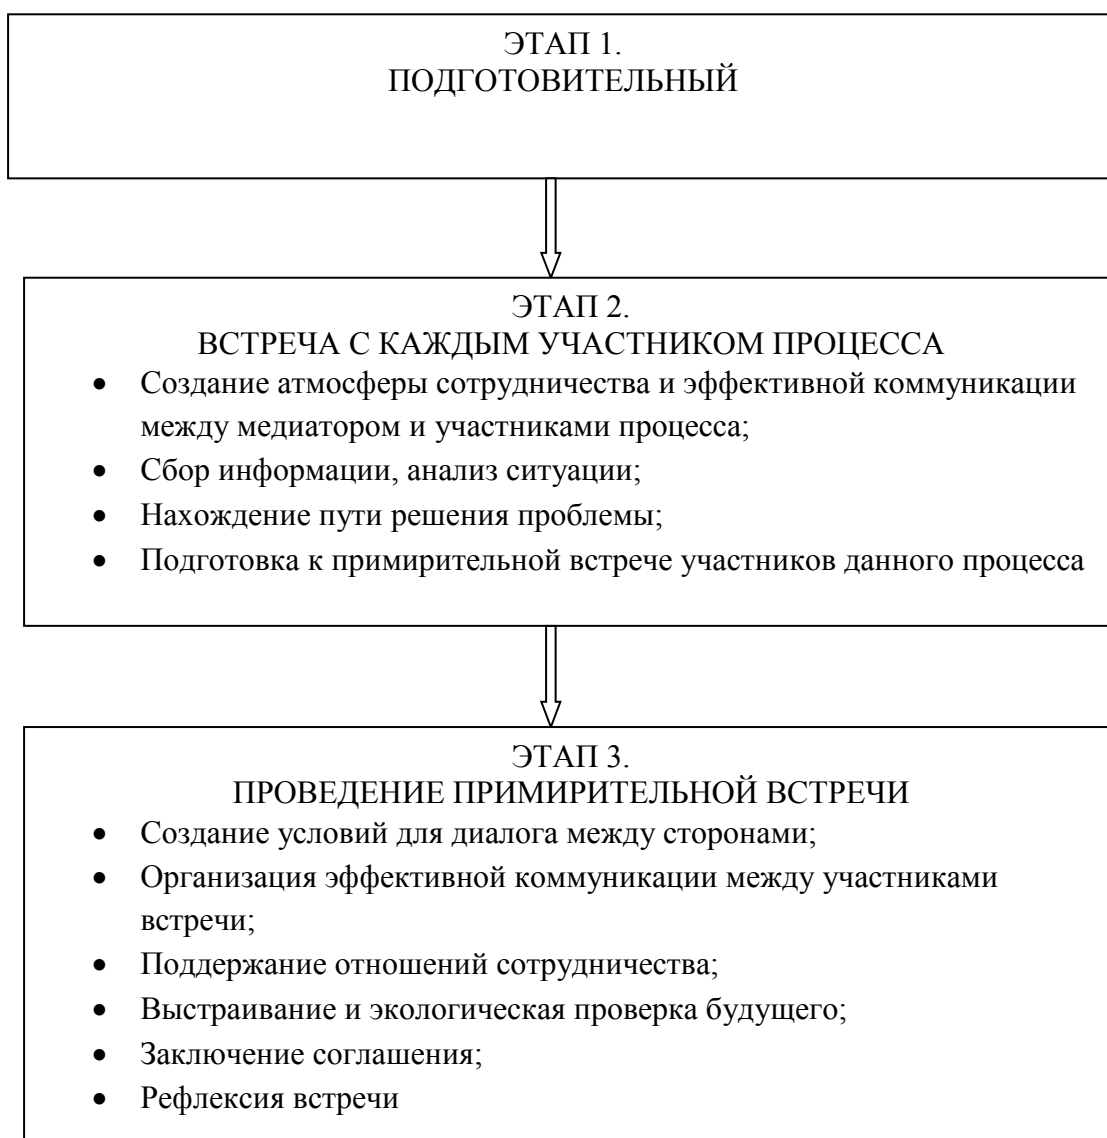 ЭТАП 1.
ПОДГОТОВИТЕЛЬНЫЙ
ЭТАП 2.
ВСТРЕЧА С КАЖДЫМ УЧАСТНИКОМ ПРОЦЕССА
• Создание атмосферы сотрудничества и эффективной коммуникации
между медиатором и участниками процесса;
• Сбор информации, анализ ситуации;
• Нахождение пути решения проблемы;
• Подготовка к примирительной встрече участников данного процесса
ЭТАП 3.
ПРОВЕДЕНИЕ ПРИМИРИТЕЛЬНОЙ ВСТРЕЧИ
• Создание условий для диалога между сторонами;
• Организация эффективной коммуникации между участниками
встречи;
• Поддержание отношений сотрудничества;
• Выстраивание и экологическая проверка будущего;
• Заключение соглашения;
• Рефлексия встречи